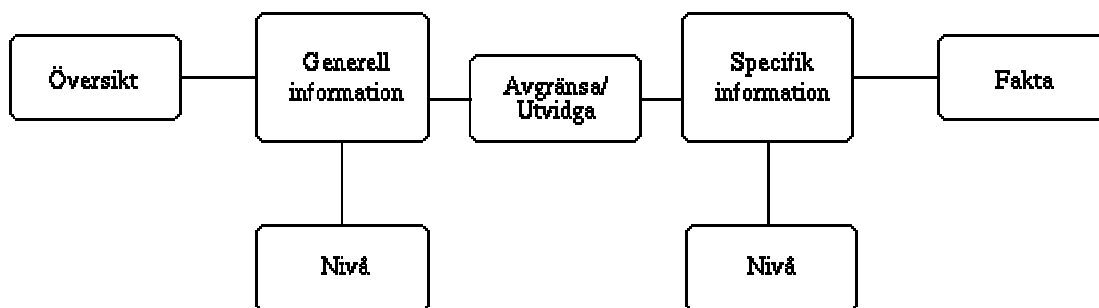 Översikt
Generell
information
Avgränsa/
Utvidga
Specifik
information
Fakta
Nivå
Nivå